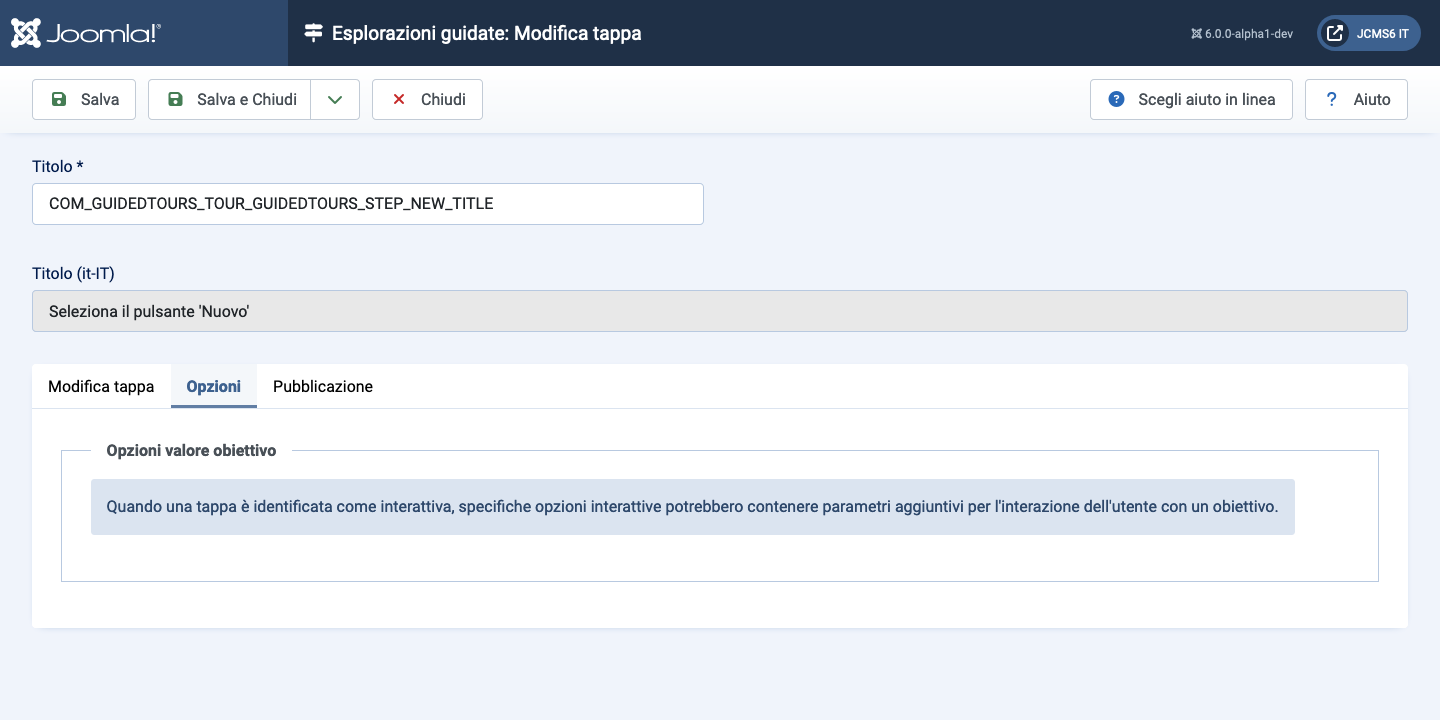 Joomla!®
Esplorazioni guidate: Modifica tappa
6.0.0-alpha1-dev
JCMS6 IT
Salva
Salva e Chiudi
Chiudi
Scegli aiuto in linea
Aiuto
Titolo *
COM_GUIDEDTOURS_TOUR_GUIDEDTOURS_STEP_NEW_TITLE
Titolo (it-IT)
Seleziona il pulsante 'Nuovo'
Modifica tappa
Opzioni
Pubblicazione
Opzioni valore obiettivo
Quando una tappa è identificata come interattiva, specifiche opzioni interattive potrebbero contenere parametri aggiuntivi per l'interazione dell'utente con un obiettivo.